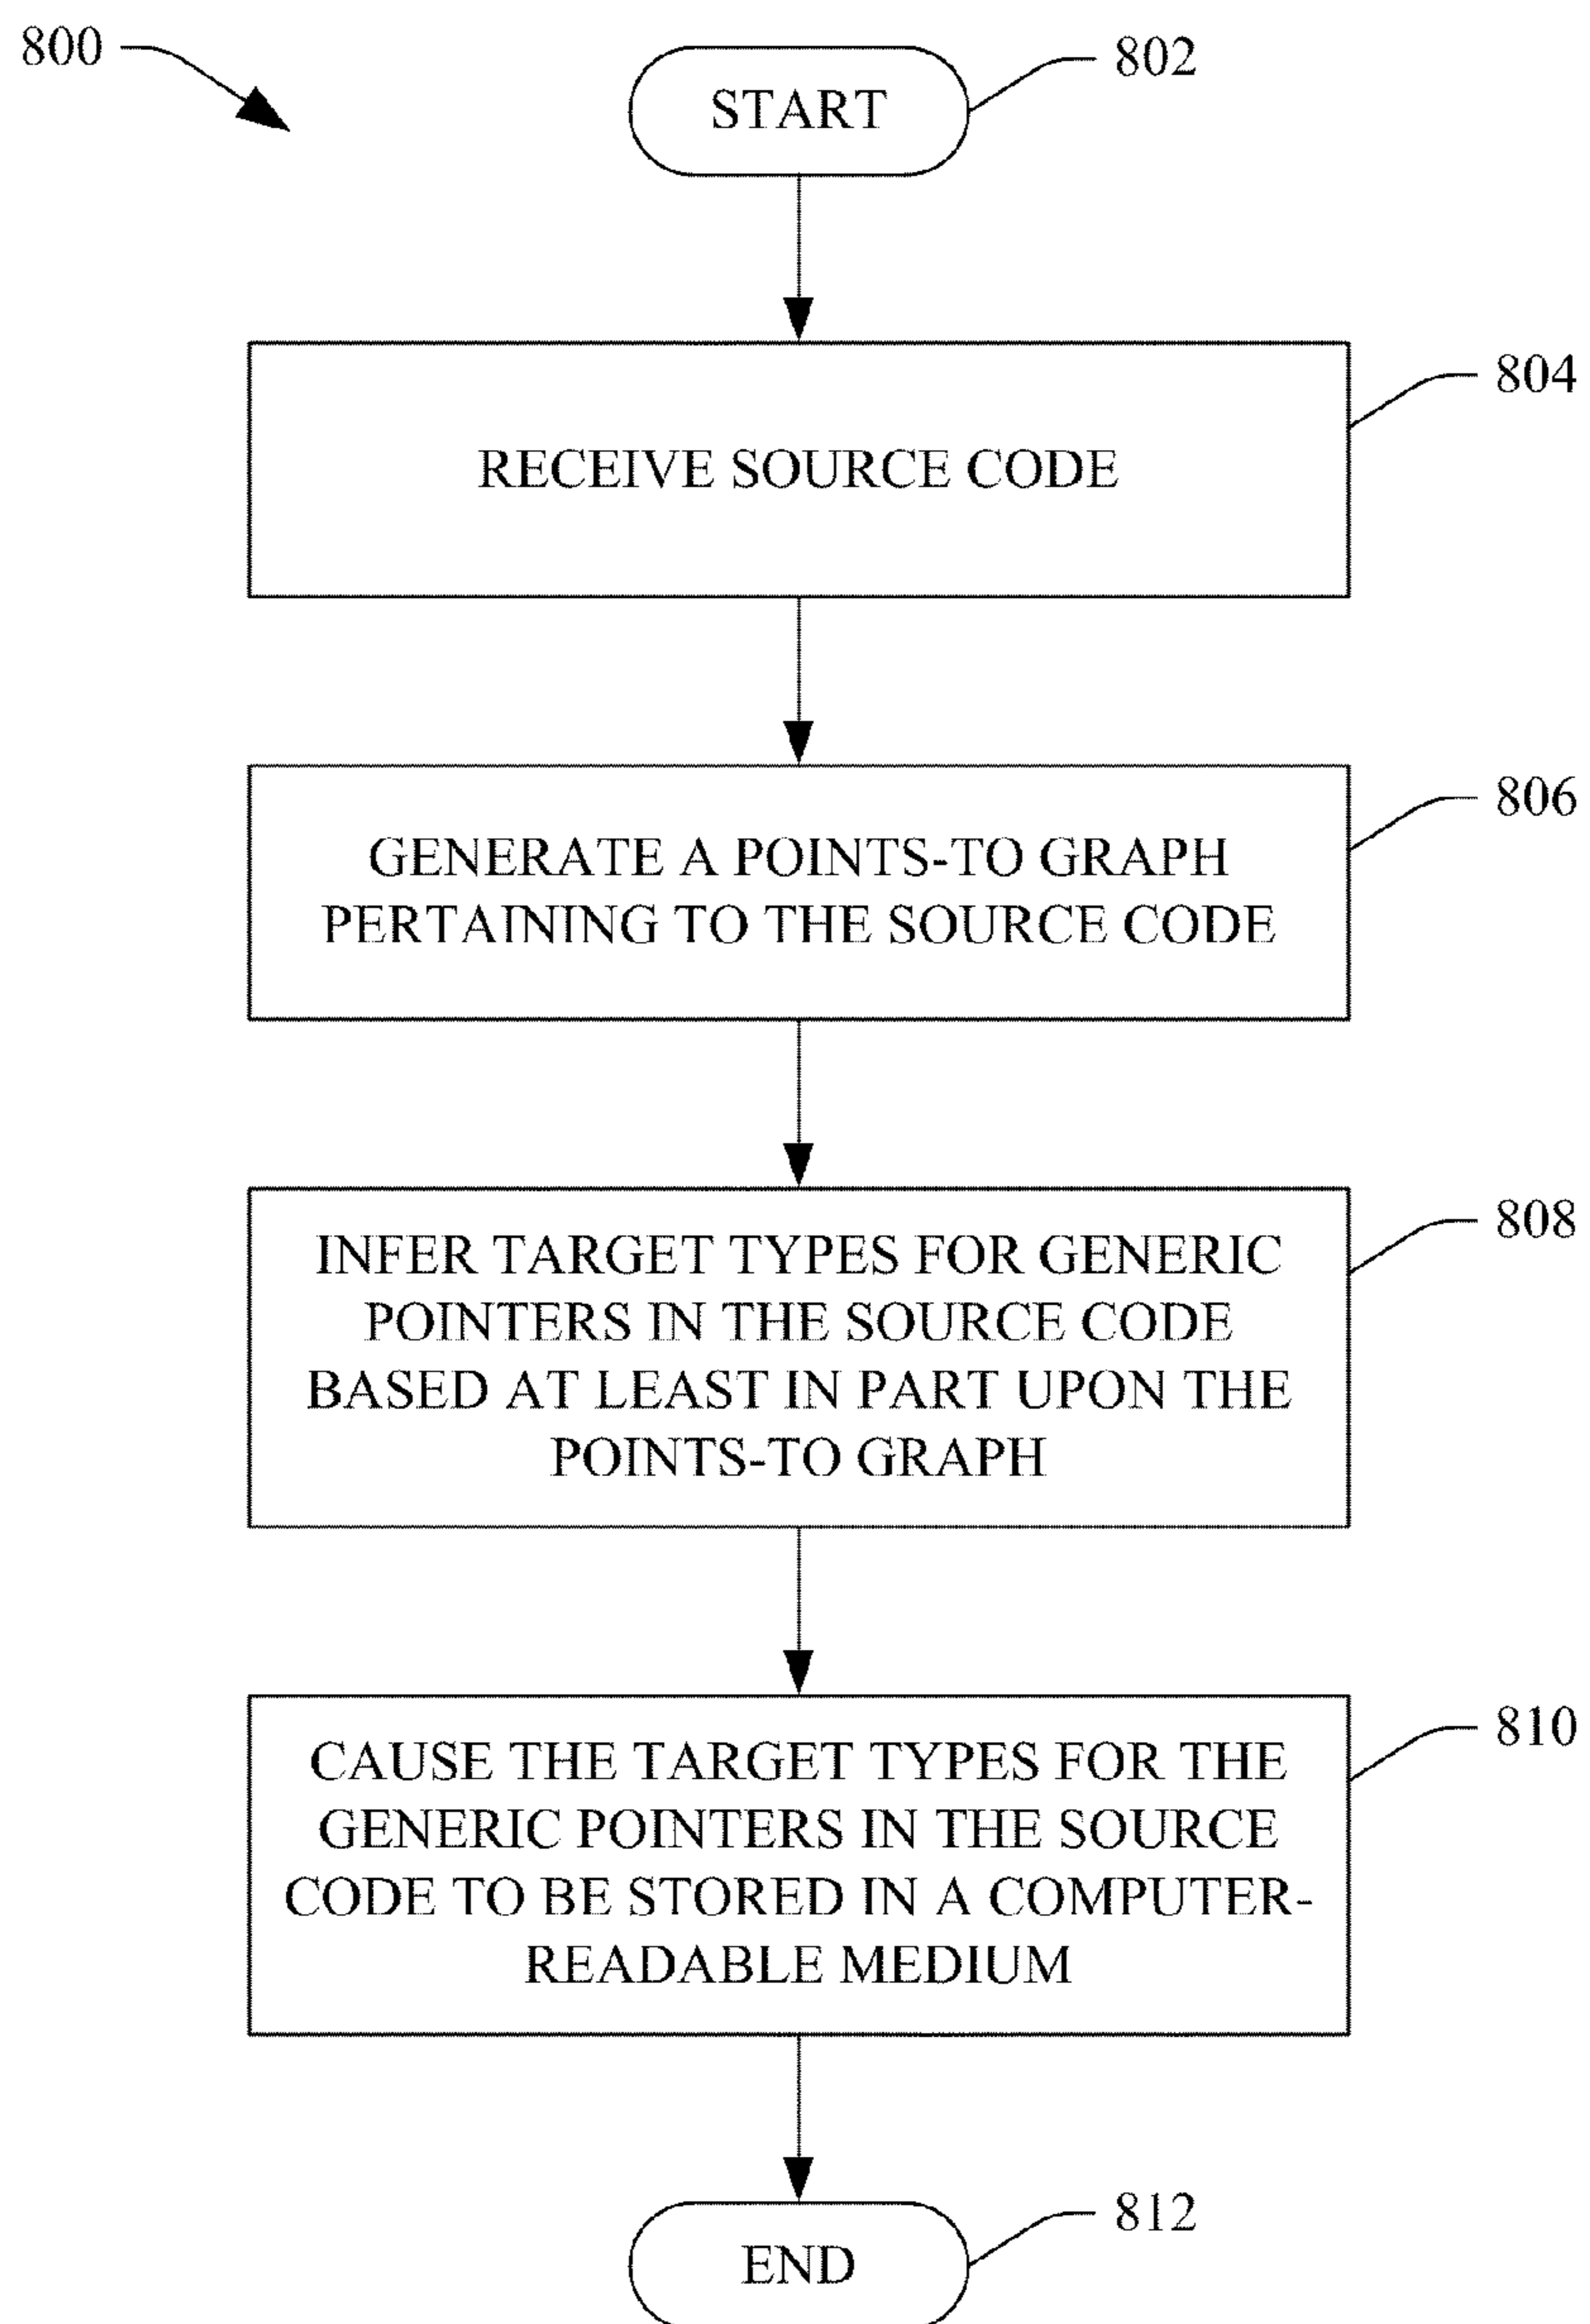 800
START
802
RECEIVE SOURCE CODE
804
GENERATE A POINTS-TO GRAPH
PERTAINING TO THE SOURCE CODE
806
INFER TARGET TYPES FOR GENERIC
POINTERS IN THE SOURCE CODE
BASED AT LEAST IN PART UPON THE
POINTS-TO GRAPH
808
CAUSE THE TARGET TYPES FOR THE
GENERIC POINTERS IN THE SOURCE
CODE TO BE STORED IN A COMPUTER-
READABLE MEDIUM
810
END
812